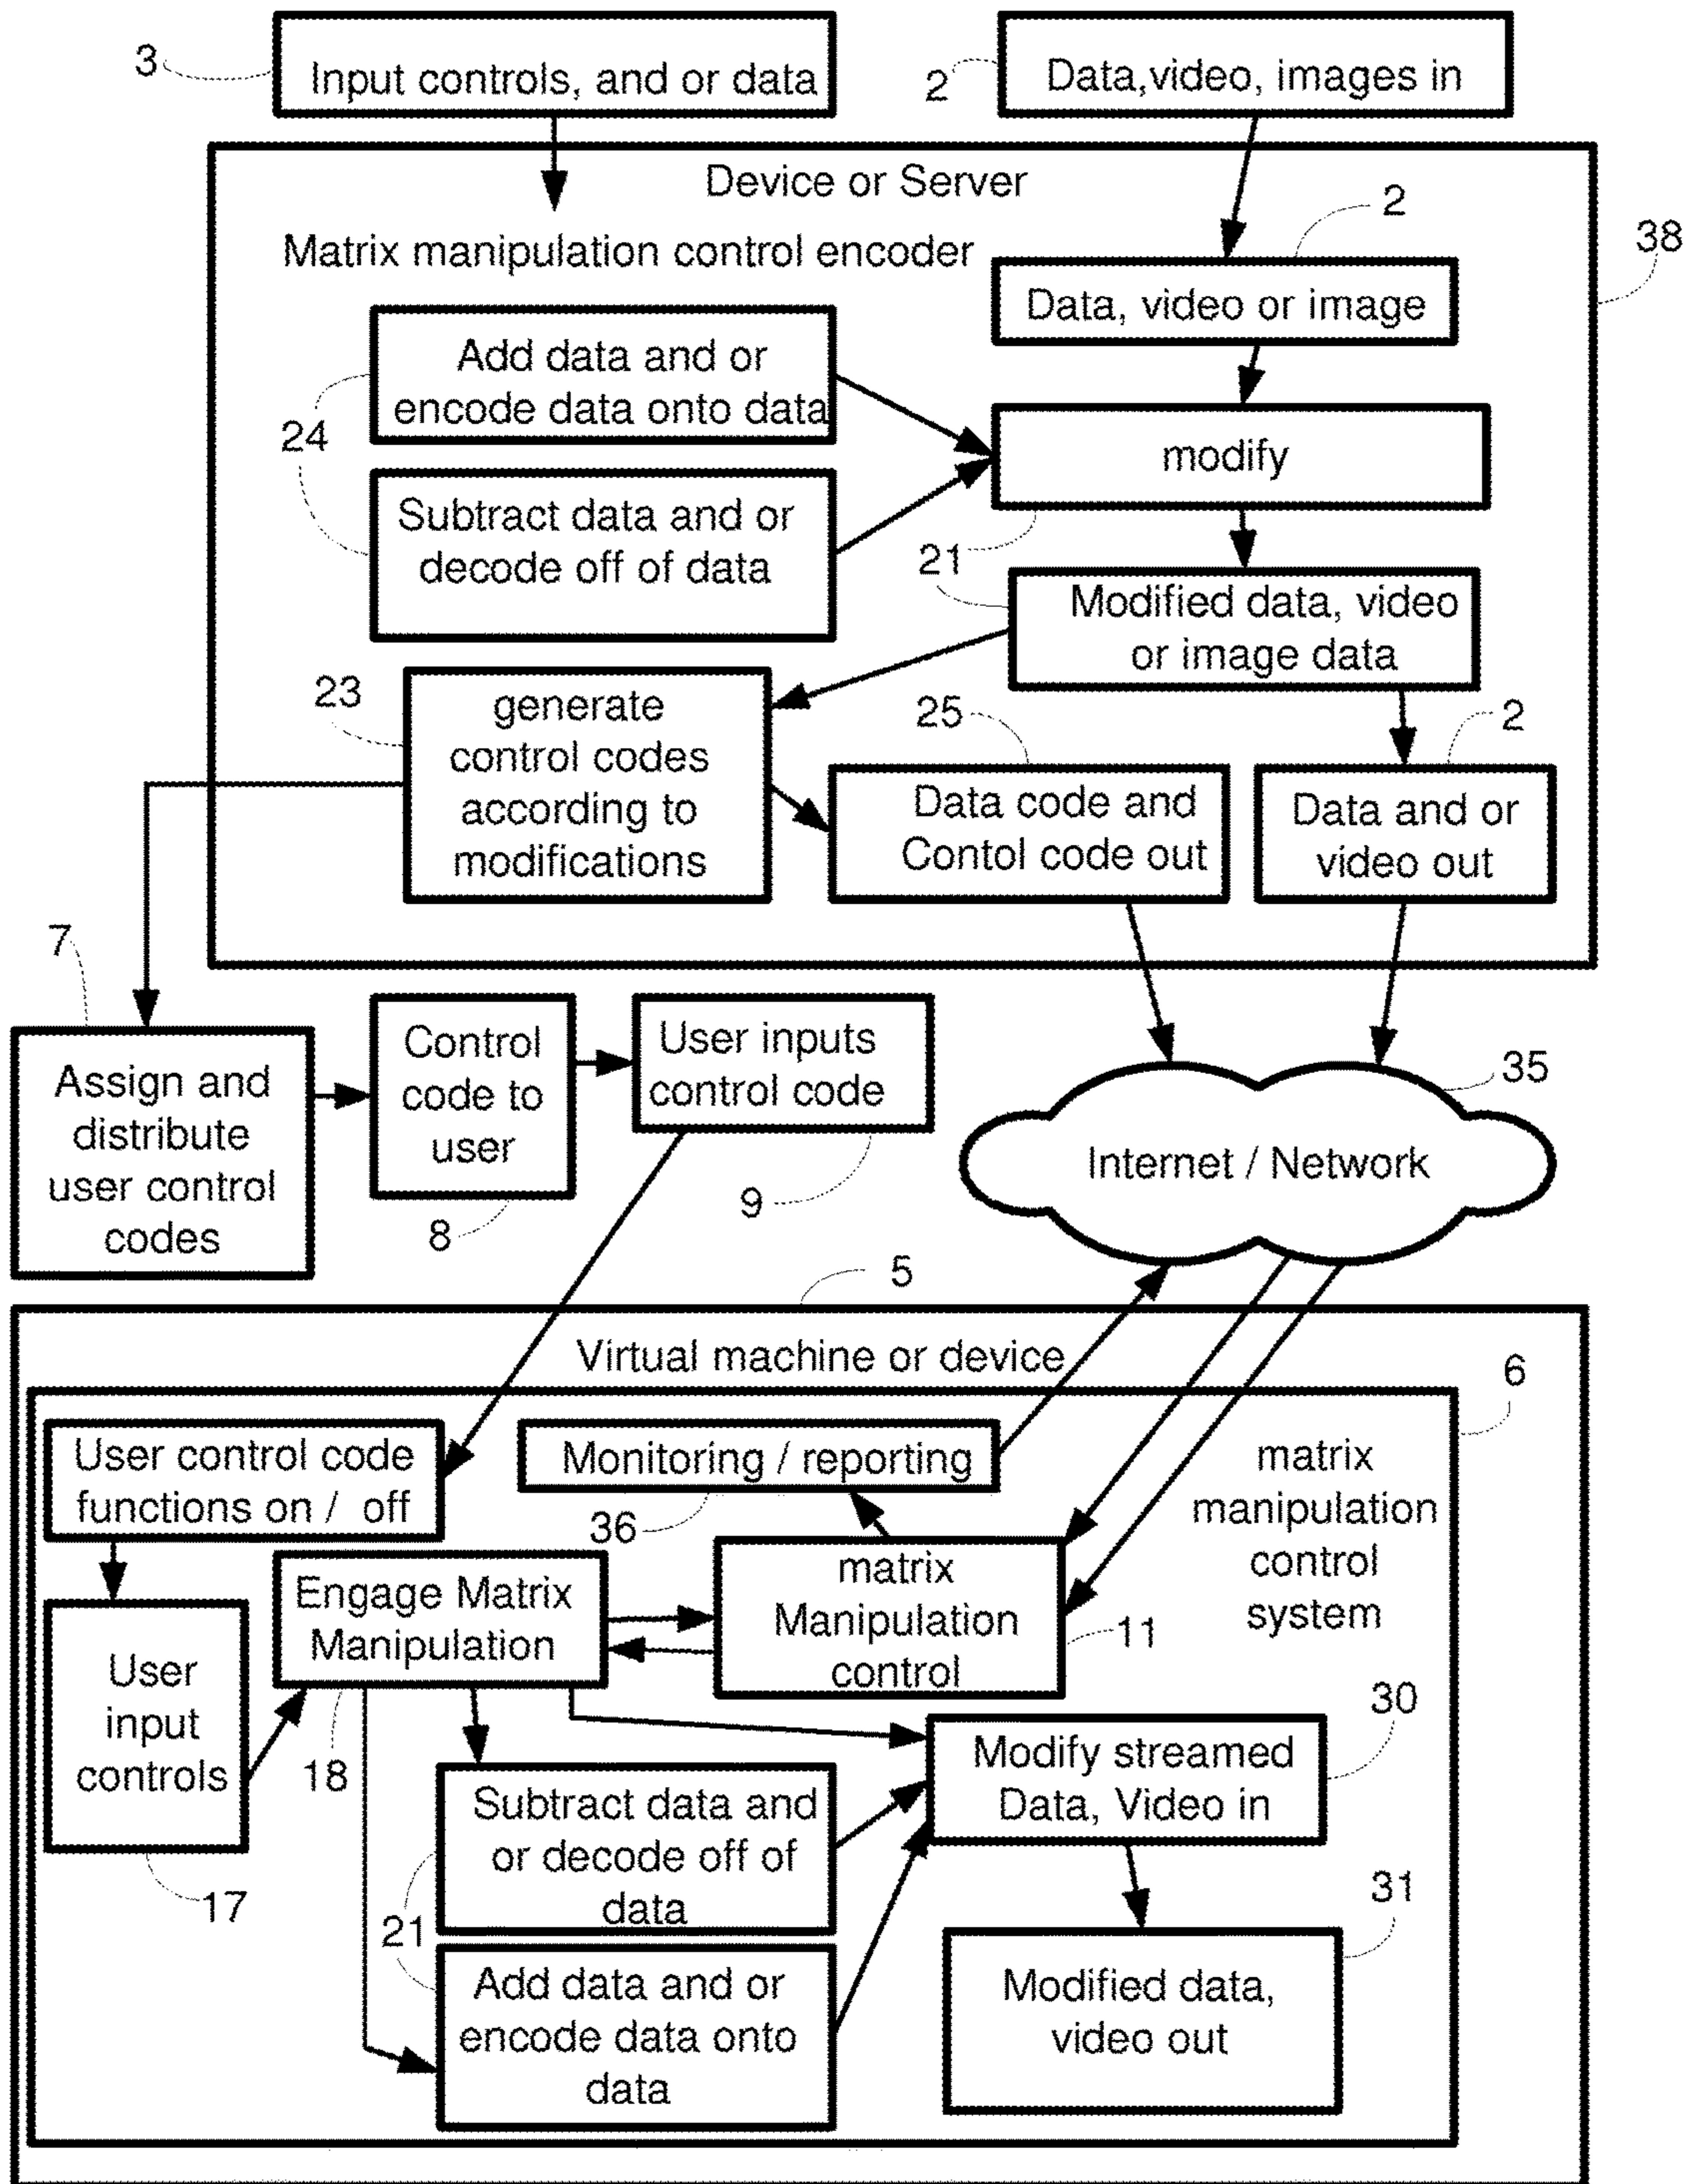 3
Input controls, and or data
2
Data,video, images in
Device or Server
2
38
Matrix manipulation control encoder
Data, video or image
Add data and or
encode data onto data
24
modify
Subtract data and or
decode off of data
21
Modified data, video
or image data
23
generate
control codes
according to
modifications
25
2
Data code and
Contol code out
Data and or
video out
7
Assign and
distribute
user control
codes
Control
code to
user
8
User inputs
control code
9
35
Internet / Network
5
Virtual machine or device
6
User control code
functions on / off
Monitoring / reporting
36
matrix
manipulation
control
system
Engage Matrix
Manipulation
18
matrix
Manipulation
control
11
User
input
controls
17
30
Modify streamed
Data, Video in
Subtract data and
or decode off of
data
21
31
Add data and or
encode data onto
data
Modified data,
video out